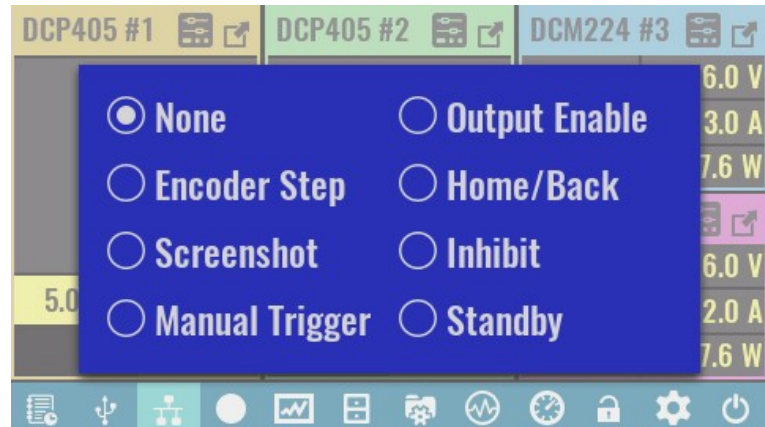 DCP405 #1 DCP405 #2 DCM224 #3
6.0 V
None Output Enable 3.0 A
7.6 W
Encoder Step Home/Back
Screenshot Inhibit
6.0 V
5.0
Manual Trigger Standby 2.0 A
7.6 W